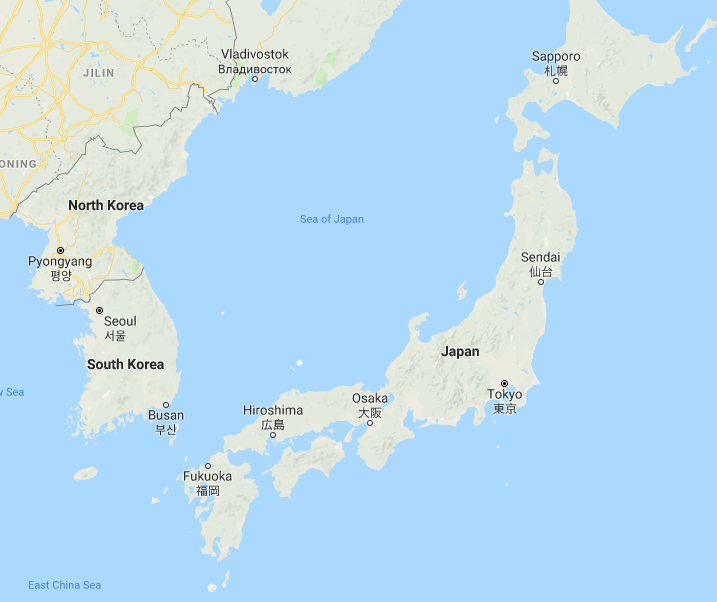 Vladivostok
Владивосток
Sapporo
札幌
JILIN
ONING
North Korea
Sea of Japan
Pyongyang
평양
Sendai
仙台
Seoul
서울
Japan
South Korea
w Sea
Tokyo
東京
Osaka
大阪
Hiroshima
広島
Busan
부산
Fukuoka
福岡
East China Sea